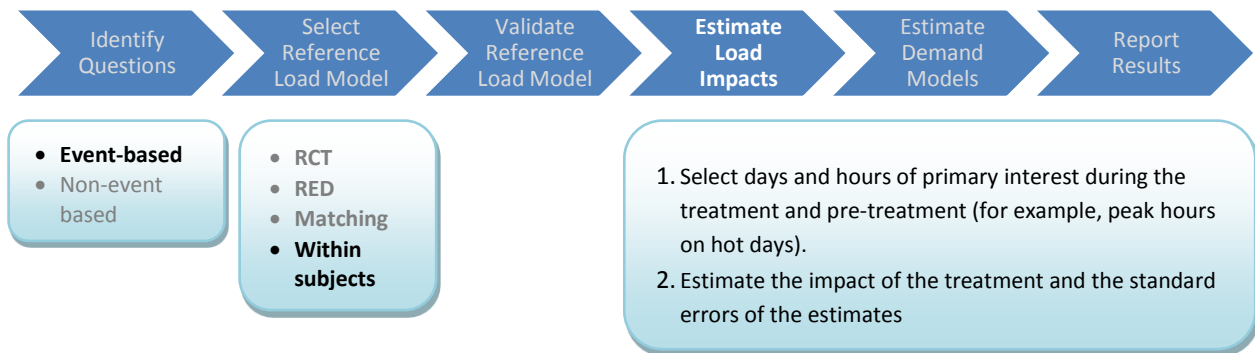 Identify
Questions
Select
Reference
Load Model
Validate
Reference
Load Model
Estimate
Load
Impacts
Estimate
Demand
Models
Report
Results
• Event-based
• Non-event
based
• RCT
• RED
• Matching
• Within
subjects
1. Select days and hours of primary interest during the
treatment and pre-treatment (for example, peak hours
on hot days).
2. Estimate the impact of the treatment and the standard
errors of the estimates